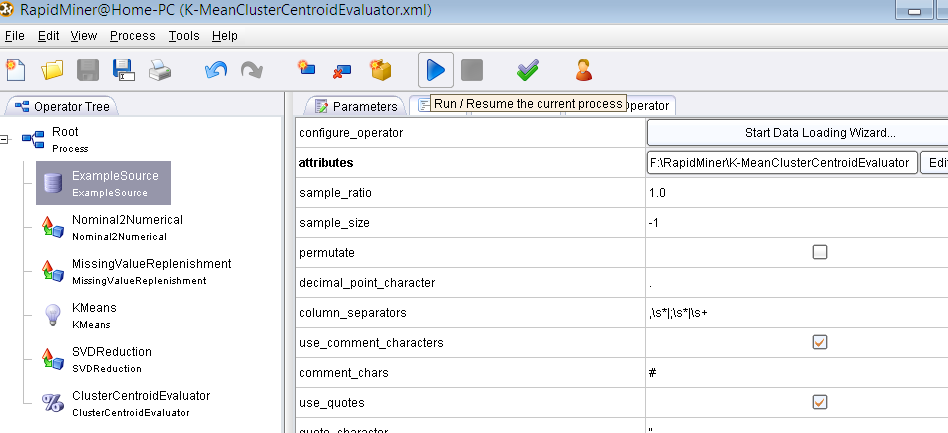 RapidMiner@Home-PC (K-MeanClusterCentroidEvaluator.xml)
File Edit View Process Tools Help
Operator Tree
Parameters
Run / Resume the current process
perator
Root
Process
ExampleSource
ExampleSource
Nominal2Numerical
Nominal2Numerical
MissingValueReplenishment
MissingValueReplenishment
KMeans
KMeans
SVDReduction
SVDReduction
ClusterCentroidEvaluator
ClusterCentroidEvaluator
configure_operator Start Data Loading Wizard...
attributes F:\RapidMiner\K-MeanClusterCentroidEvaluator Edi
sample_ratio 1.0
sample_size -1
permutate
decimal_point_character .
column_separators ,\s*|;\s*|\s+
use_comment_characters
comment_chars #
use_quotes
quote_character "